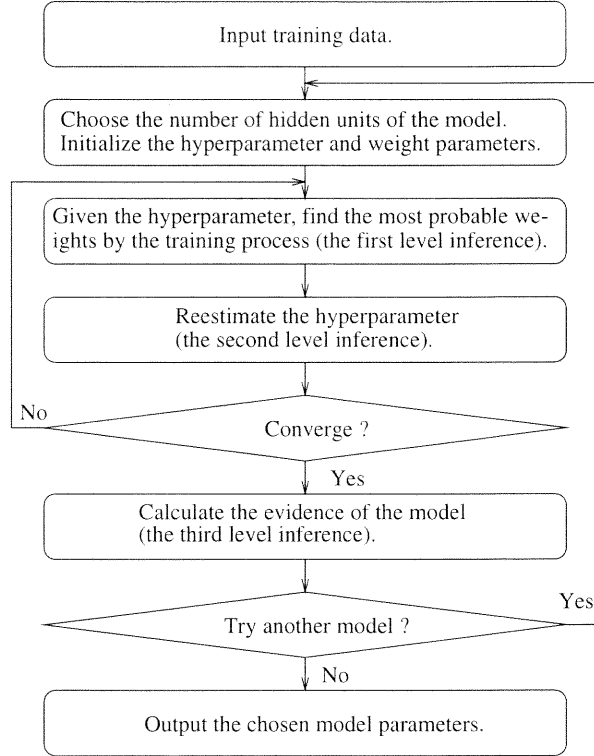 Input training data.
Choose the number of hidden units of the model.
Initialize the hyperparameter and weight parameters.
Given the hyperparameter, find the most probable we-
ights by the training process (the first level inference).
Reestimate the hyperparameter
(the second level inference).
No
Converge ?
Yes
Calculate the evidence of the model
(the third level inference).
Yes
Try another model ?
No
Output the chosen model parameters.